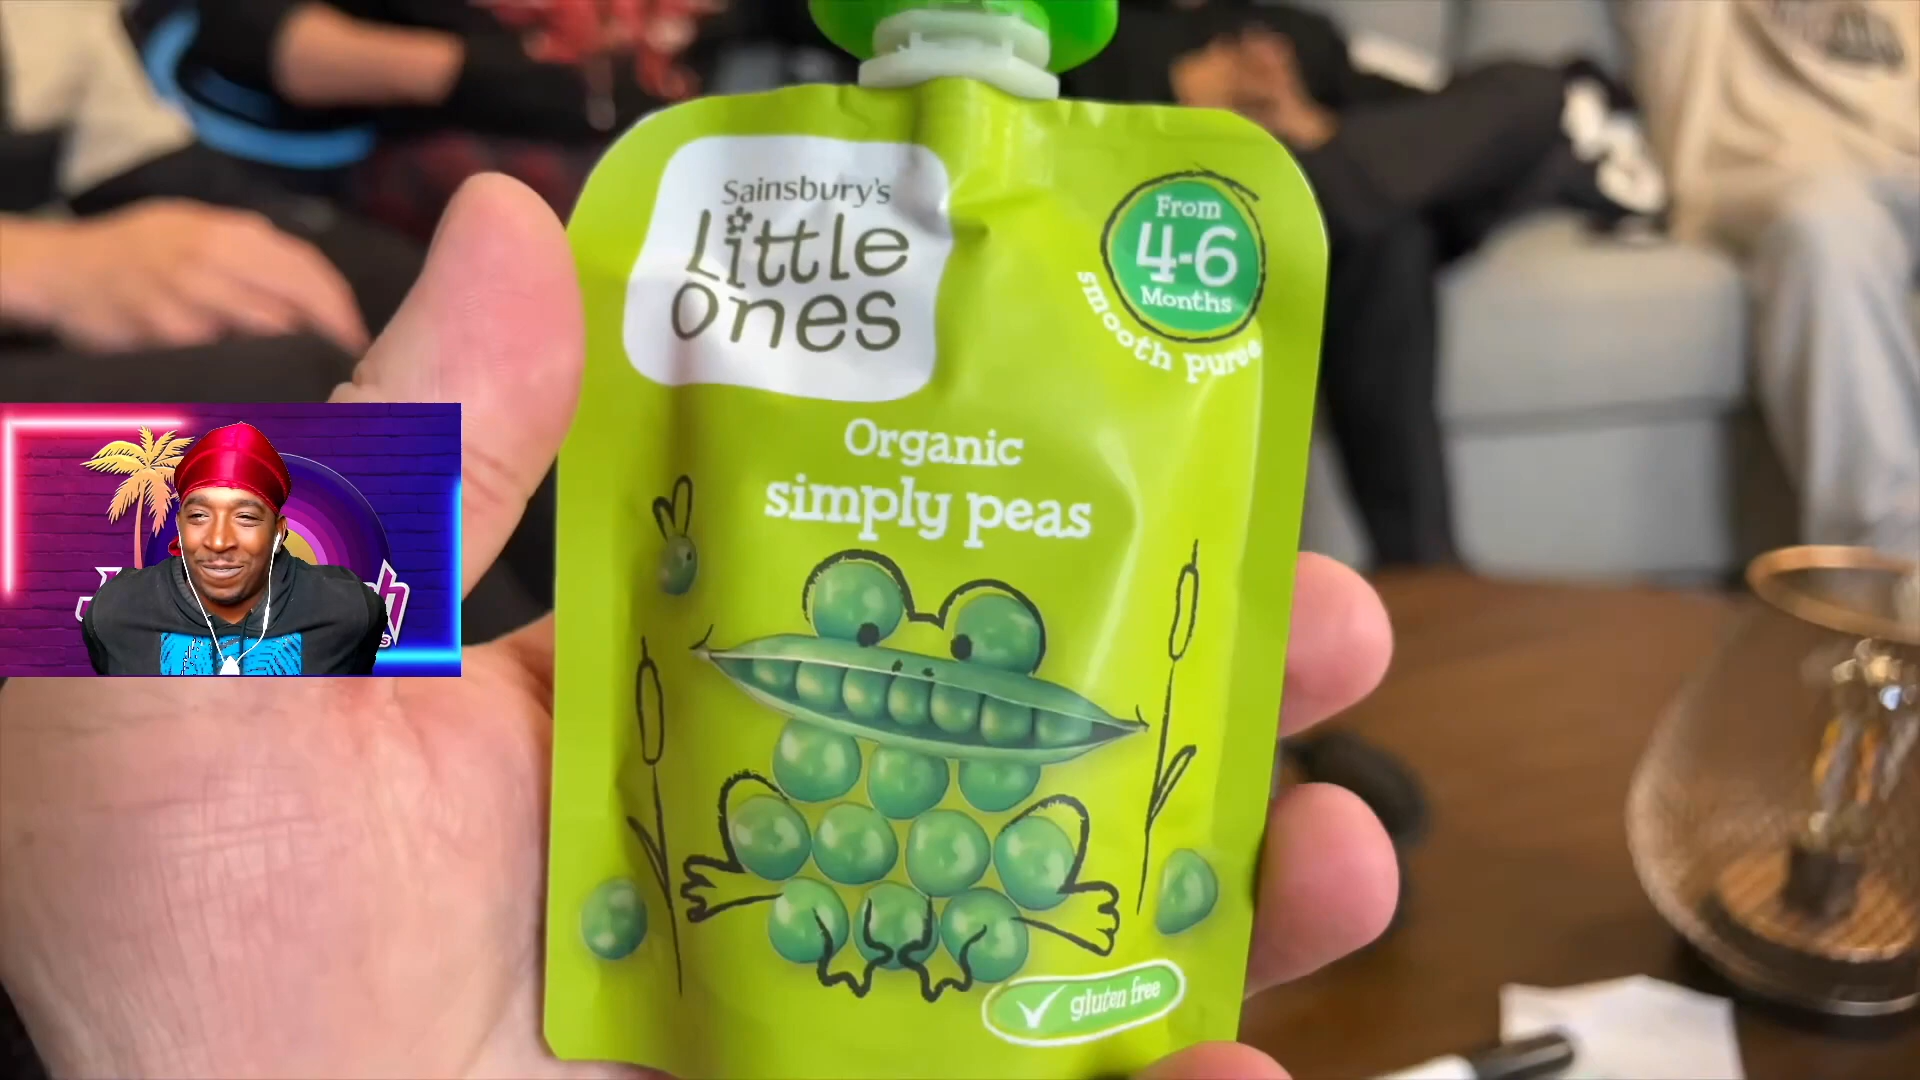 Sainsbury's
Little
ones
From
4-6
Months
smooth puree
Organic
simply peas
gluten free